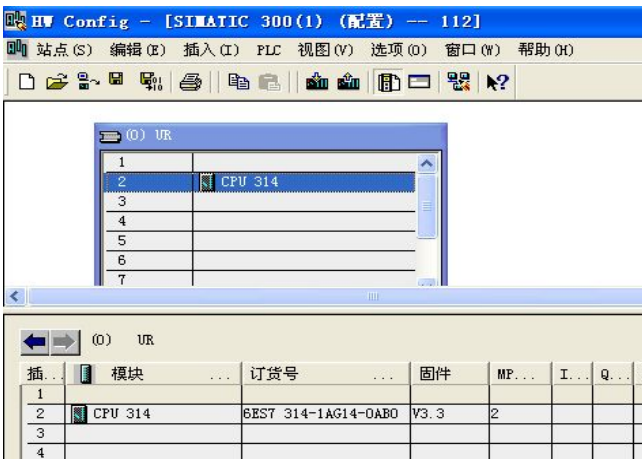 HW Config - [SIMATIC 300(1) (配置) -- 112]
站点(S) 编辑(E) 插入(I) PLC 视图(V) 选项(O) 窗口(W) 帮助(H)
(0) UR
1
2 CPU 314
3
4
5
6
7
(0) UR
插... 模块 ... 订货号 ... 固件 MP... I... Q...
1
2 CPU 314 6ES7 314-1AG14-0AB0 V3.3 2
3
4